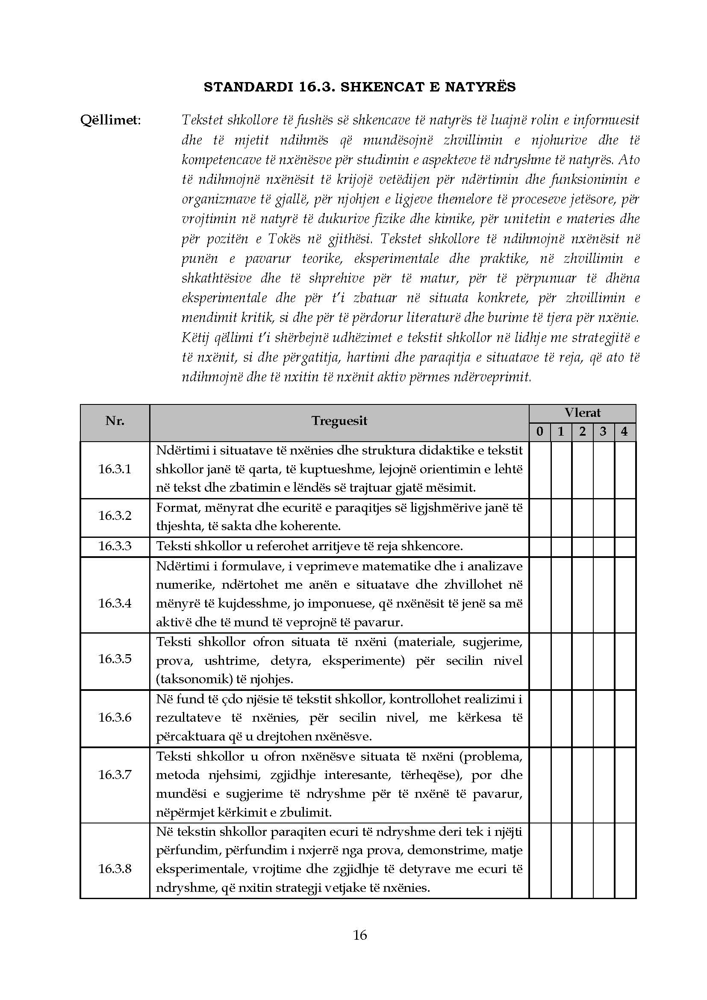 STANDARDI 16.3. SHKENCAT E NATYRËS
Qëllimet: Tekstet shkollore të fushës së shkencave të natyrës të luajnë rolin e informuesit
dhe të mjetit ndihmës që mundësojnë zhvillimin e njohurive dhe të
kompetencave të nxënësve për studimin e aspekteve të ndryshme të natyrës. Ato
të ndihmojnë nxënësit të krijojë vetëdijen për ndërtimin dhe funksionimin e
organizmave të gjallë, për njohjen e ligjeve themelore të proceseve jetësore, për
vrojtimin në natyrë të dukurive fizike dhe kimike, për unitetin e materies dhe
për pozitën e Tokës në gjithësi. Tekstet shkollore të ndihmojnë nxënësit në
punën e pavarur teorike, eksperimentale dhe praktike, në zhvillimin e
shkathtësive dhe të shprehive për të matur, për të përpunuar të dhëna
eksperimentale dhe për t’i zbatuar në situata konkrete, për zhvillimin e
mendimit kritik, si dhe për të përdorur literaturë dhe burime të tjera për nxënie.
Këtij qëllimi t’i shërbejnë udhëzimet e tekstit shkollor në lidhje me strategjitë e
të nxënit, si dhe përgatitja, hartimi dhe paraqitja e situatave të reja, që ato të
ndihmojnë dhe të nxitin të nxënit aktiv përmes ndërveprimit.
Nr. Treguesit Vlerat
0 1 2 3 4
16.3.1 Ndërtimi i situatave të nxënies dhe struktura didaktike e tekstit
shkollor janë të qarta, të kuptueshme, lejojnë orientimin e lehtë
në tekst dhe zbatimin e lëndës së trajtuar gjatë mësimit.
16.3.2 Format, mënyrat dhe ecuritë e paraqitjes së ligjshmërive janë të
thjeshta, të sakta dhe koherente.
16.3.3 Teksti shkollor u referohet arritjeve të reja shkencore.
16.3.4 Ndërtimi i formulave, i veprimeve matematike dhe i analizave
numerike, ndërtohet me anën e situatave dhe zhvillohet në
mënyrë të kujdesshme, jo imponuese, që nxënësit të jenë sa më
aktivë dhe të mund të veprojnë të pavarur.
16.3.5 Teksti shkollor ofron situata të nxëni (materiale, sugjerime,
prova, ushtrime, detyra, eksperimente) për secilin nivel
(taksonomik) të njohjes.
16.3.6 Në fund të çdo njësie të tekstit shkollor, kontrollohet realizimi i
rezultateve të nxënies, për secilin nivel, me kërkesa të
përcaktuara që u drejtohen nxënësve.
16.3.7 Teksti shkollor u ofron nxënësve situata të nxëni (problema,
metoda njehsimi, zgjidhje interesante, tërheqëse), por dhe
mundësi e sugjerime të ndryshme për të nxënë të pavarur,
nëpërmjet kërkimit e zbulimit.
16.3.8 Në tekstin shkollor paraqiten ecuri të ndryshme deri tek i njëjti
përfundim, përfundim i nxjerrë nga prova, demonstrime, matje
eksperimentale, vrojtime dhe zgjidhje të detyrave me ecuri të
ndryshme, që nxitin strategji vetjake të nxënies.
16